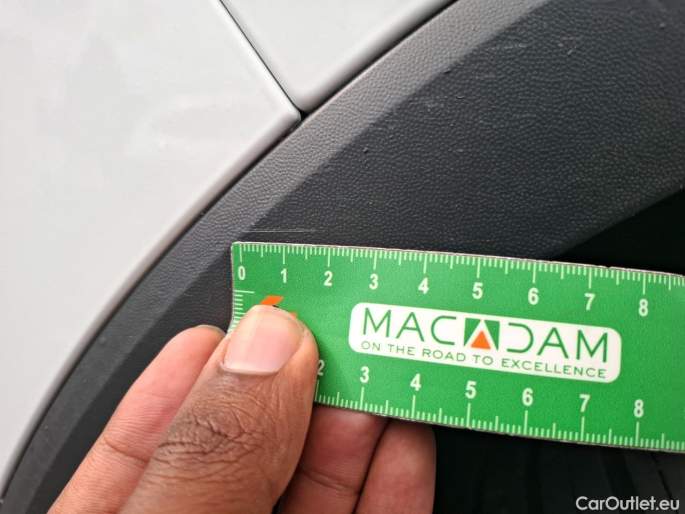 0 1 2 3 4 5 6 7 8
MACADAM
ON THE ROAD TO EXCELLENCE
2 3 4 5 6 7 8
CarOutlet.eu